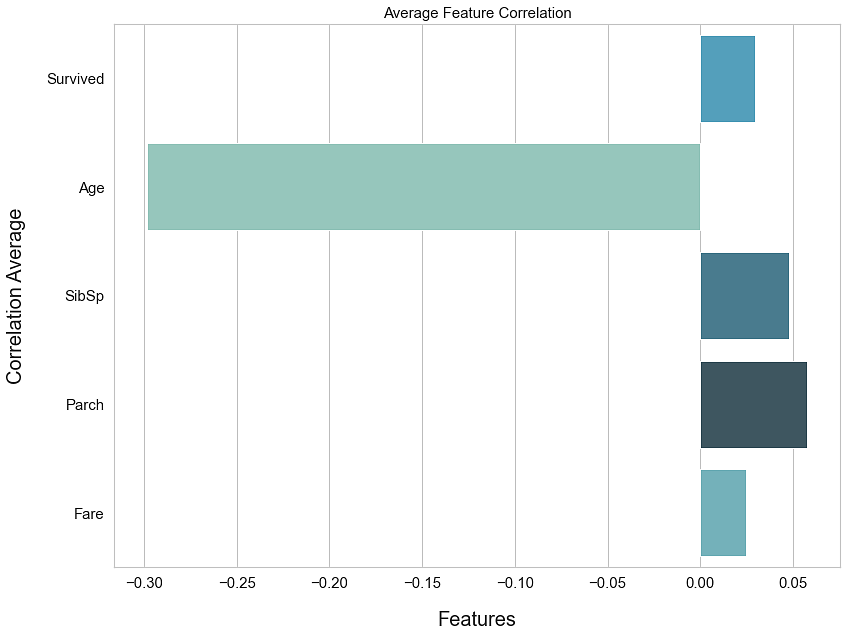 Average Feature Correlation
Survived
Age
SibSp
Parch
Fare
Correlation Average
−0.30 −0.25 −0.20 −0.15 −0.10 −0.05 0.00 0.05
Features